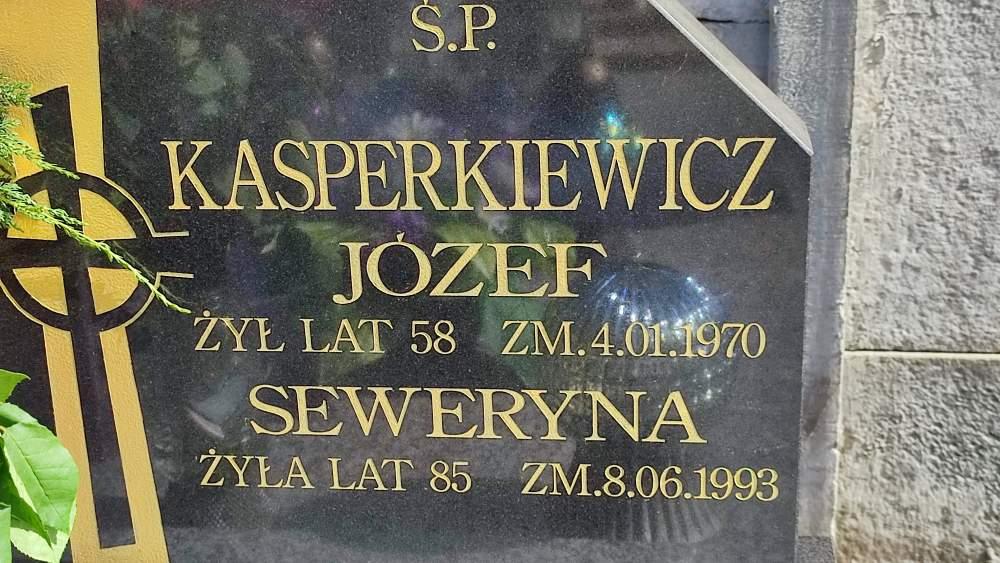 Ś.P.
KASPERKIEWICZ
JÓZEF
ŻYŁ LAT 58 ZM.4.01.1970
SEWERYNA
ŻYŁA LAT 85 ZM.8.06.1993